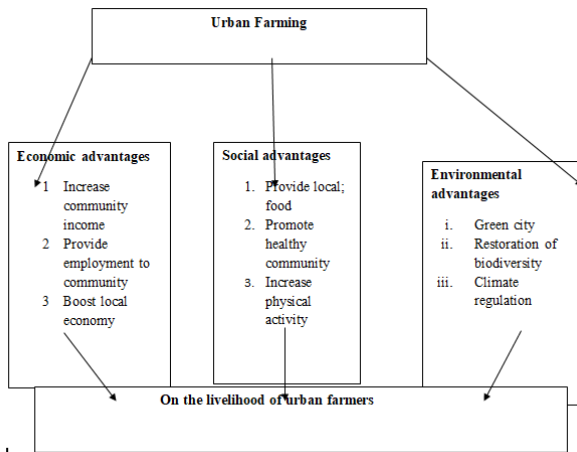 Urban Farming
Economic advantages
1 Increase
community
income
2 Provide
employment to
community
3 Boost local
economy
Social advantages
1. Provide local;
food
2. Promote
healthy
community
3. Increase
physical
activity
Environmental
advantages
i. Green city
ii. Restoration of
biodiversity
iii. Climate
regulation
On the livelihood of urban farmers